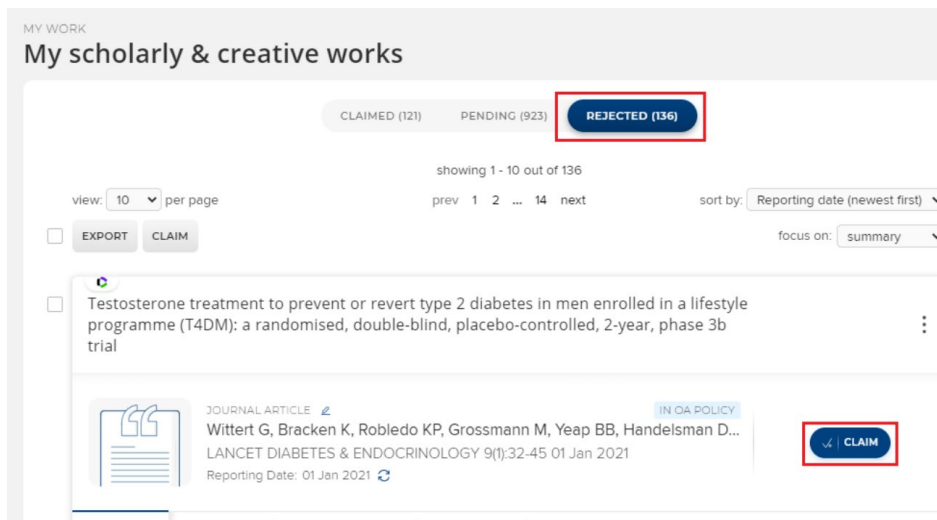 MY WORK
My scholarly & creative works
CLAIMED (121) PENDING (923) REJECTED (136)
showing 1 - 10 out of 136
view: 10 per page prev 1 2 ... 14 next sort by: Reporting date (newest first)
EXPORT CLAIM focus on: summary
Testosterone treatment to prevent or revert type 2 diabetes in men enrolled in a lifestyle
programme (T4DM): a randomised, double-blind, placebo-controlled, 2-year, phase 3b
trial
JOURNAL ARTICLE IN OA POLICY
Wittert G, Bracken K, Robledo KP, Grossmann M, Yeap BB, Handelsman D...
LANCET DIABETES & ENDOCRINOLOGY 9(1):32-45 01 Jan 2021
CLAIM
Reporting Date: 01 Jan 2021